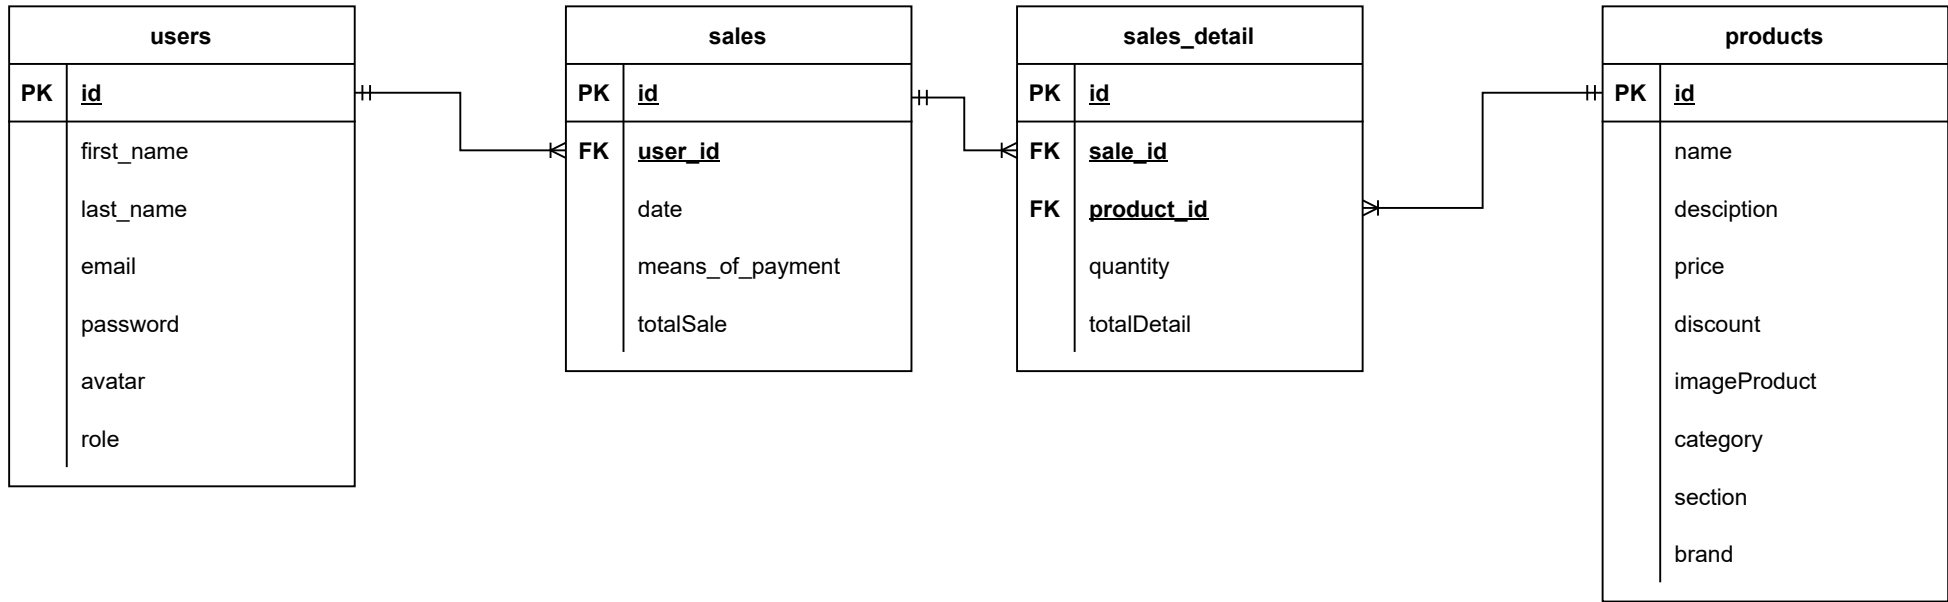 users
PK id
first_name
last_name
email
password
avatar
role
sales
PK id
FK user_id
date
means_of_payment
totalSale
sales_detail
PK id
FK sale_id
FK product_id
quantity
totalDetail
products
PK id
name
desciption
price
discount
imageProduct
category
section
brand